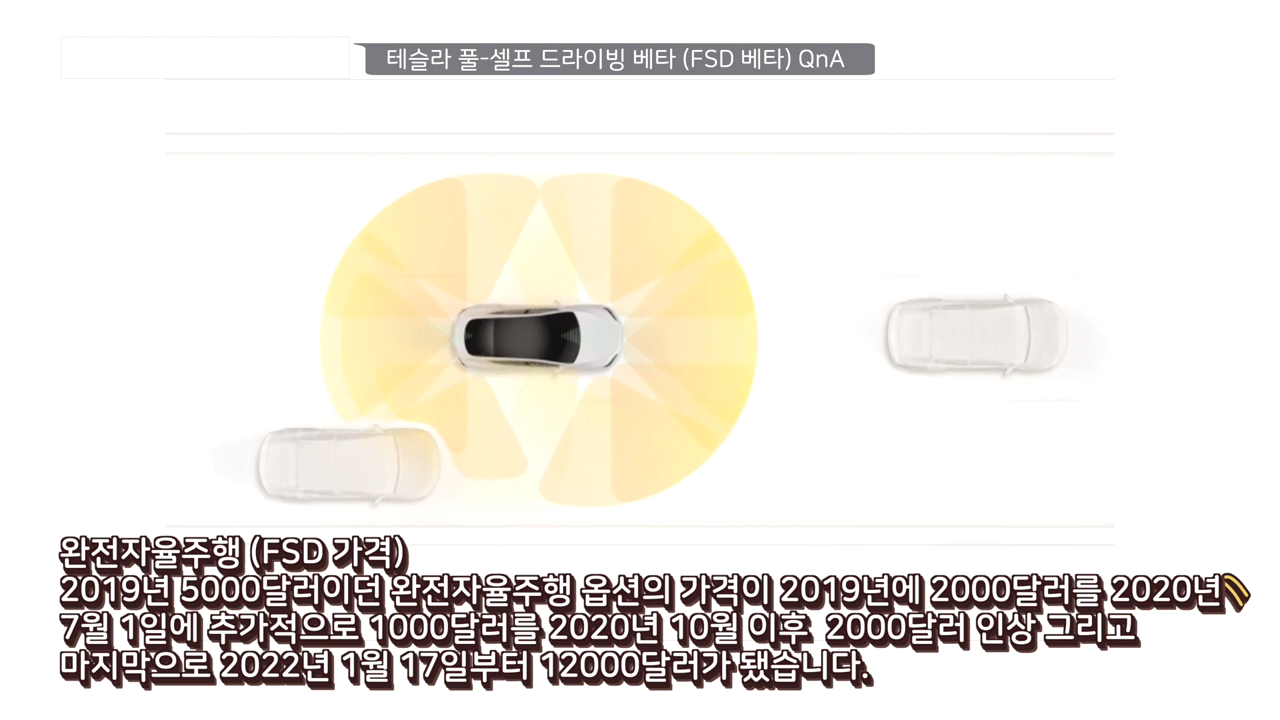 테슬라 풀-셀프 드라이빙 베타 (FSD 베타) QnA
완전자율주행 (FSD 가격)
2019년 5000달러이던 완전자율주행 옵션의 가격이 2019년에 2000달러를 2020년
7월 1일에 추가적으로 1000달러를 2020년 10월 이후 2000달러 인상 그리고
마지막으로 2022년 1월 17일부터 12000달러가 됐습니다.